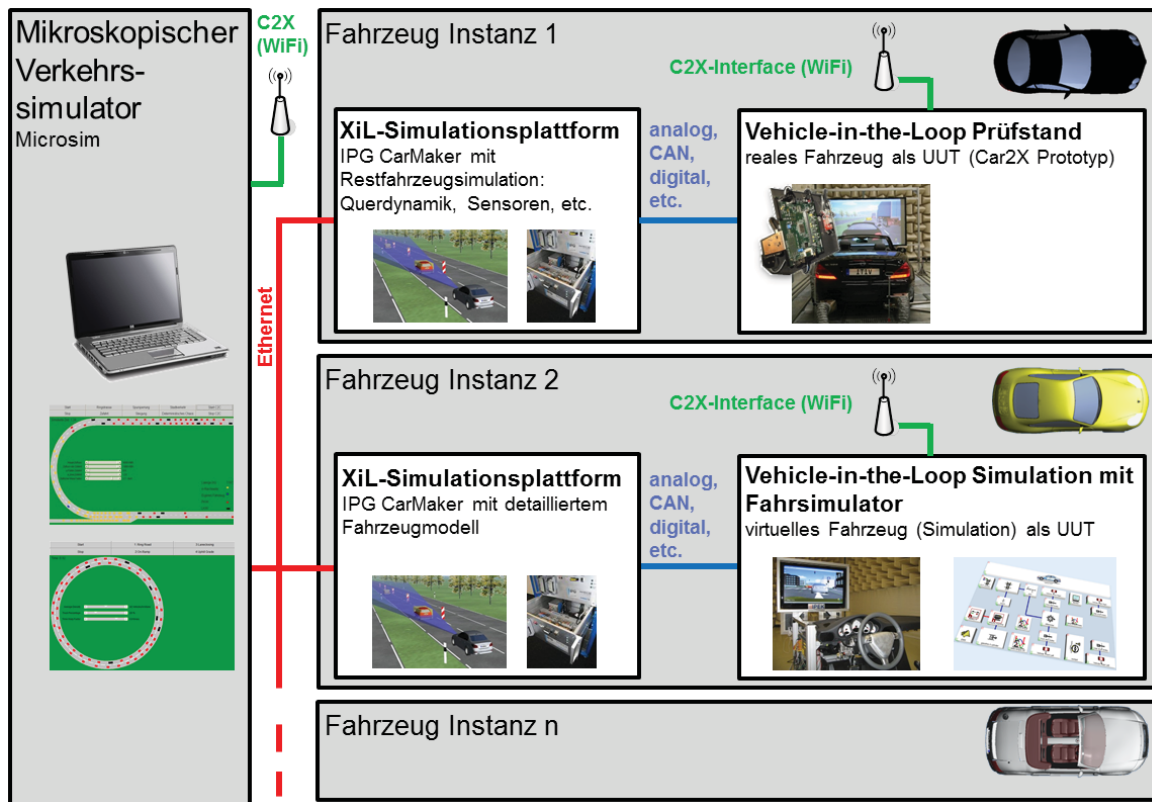 Mikroskopischer
Verkehrs-
simulator
Microsim
C2X
(WiFi)
Ethernet
Fahrzeug Instanz 1
C2X-Interface (WiFi)
XiL-Simulationsplattform
IPG CarMaker mit
Restfahrzeugsimulation:
Querdynamik, Sensoren, etc.
analog,
CAN,
digital,
etc.
Vehicle-in-the-Loop Prüfstand
reales Fahrzeug als UUT (Car2X Prototyp)
Fahrzeug Instanz 2
C2X-Interface (WiFi)
XiL-Simulationsplattform
IPG CarMaker mit detailliertem
Fahrzeugmodell
analog,
CAN,
digital,
etc.
Vehicle-in-the-Loop Simulation mit
Fahrsimulator
virtuelles Fahrzeug (Simulation) als UUT
Fahrzeug Instanz n